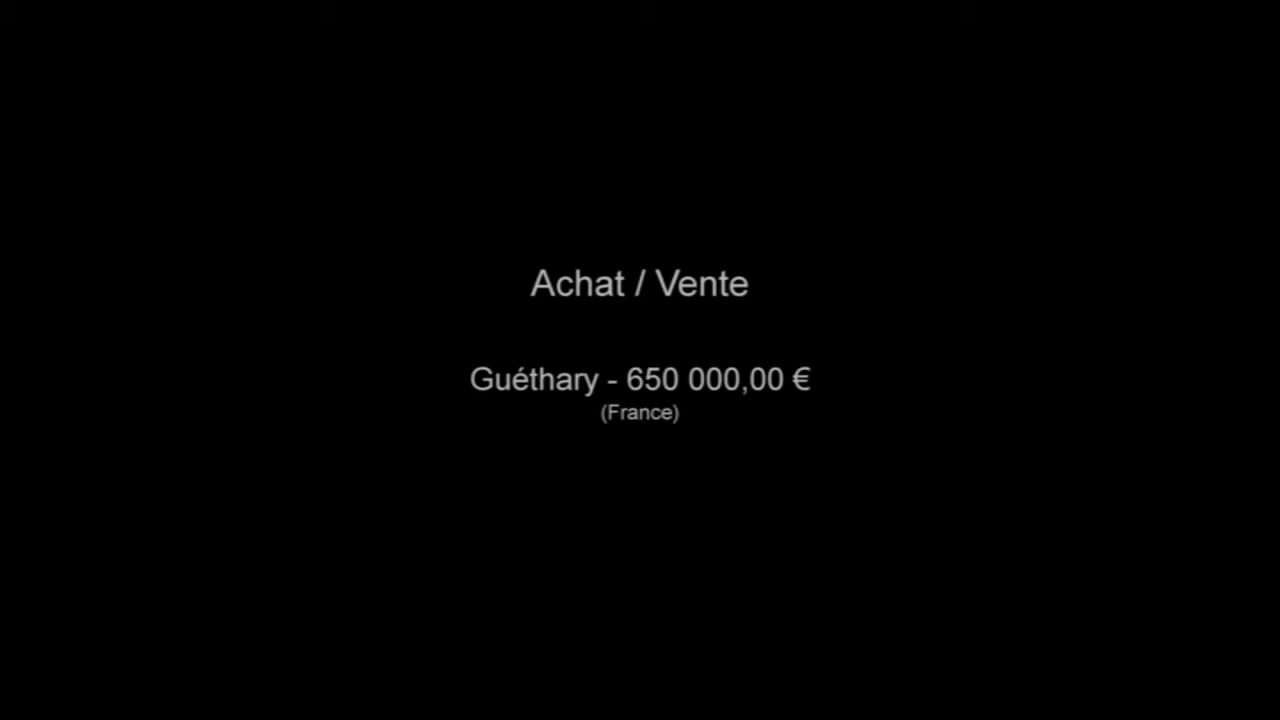 Achat / Vente
Guéthary - 650 000,00 €
(France)